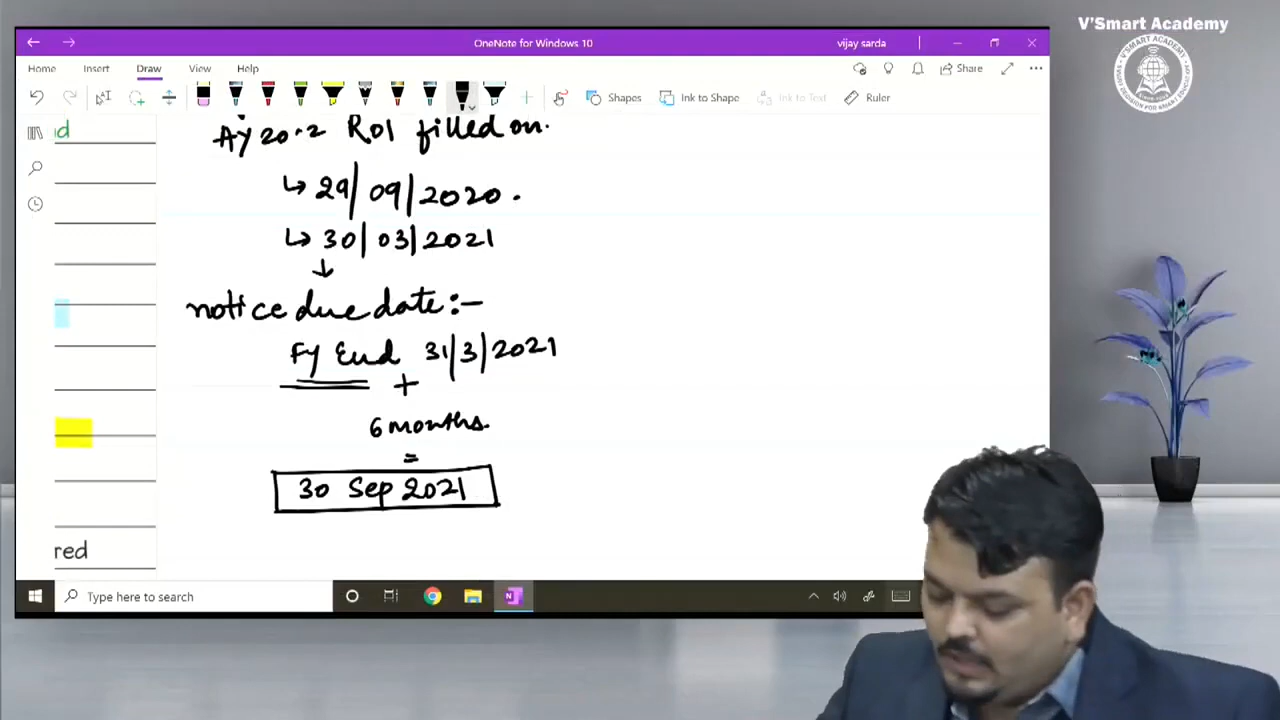 V'Smart Academy
OneNote for Windows 10
vijay sarda
Home Insert Draw View Help
Share
Shapes
Ink to Shape
Ink to Text
Ruler
Ay 20-2 ROI filled on.
↳ 29/09/2020.
↳ 30/03/2021
↓
notice due date:-
FY End 31/3/2021
+
6 months.
=
30 Sep 2021
red
Type here to search